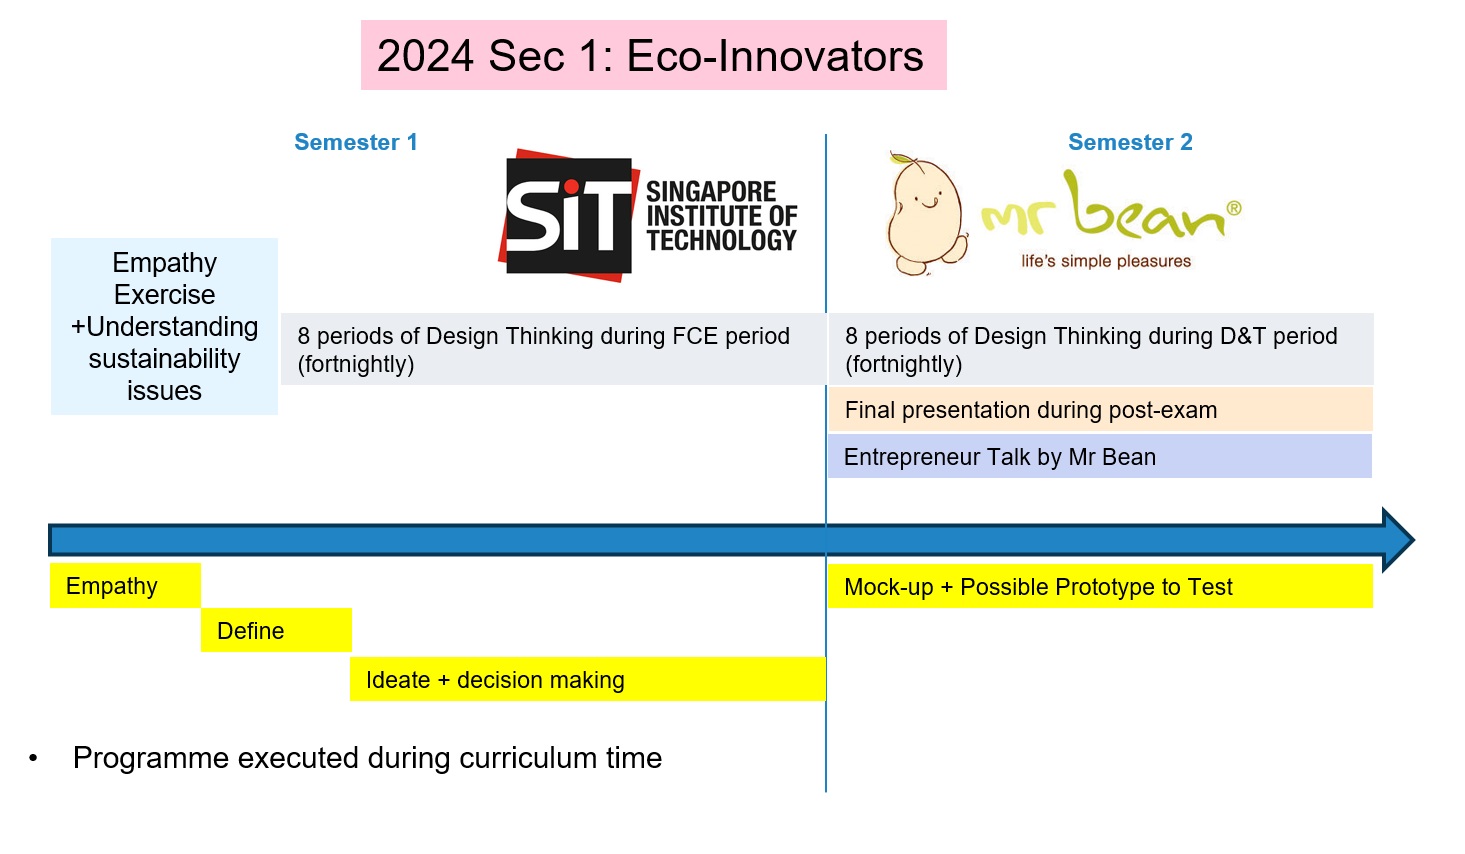 2024 Sec 1: Eco-Innovators
Semester 1
Semester 2
SiT
SINGAPORE
INSTITUTE OF
TECHNOLOGY
mr bean®
life's simple pleasures
Empathy
Exercise
+Understanding
sustainability
issues
8 periods of Design Thinking during FCE period
(fortnightly)
8 periods of Design Thinking during D&T period
(fortnightly)
Final presentation during post-exam
Entrepreneur Talk by Mr Bean
Empathy
Define
Ideate + decision making
Mock-up + Possible Prototype to Test
• Programme executed during curriculum time